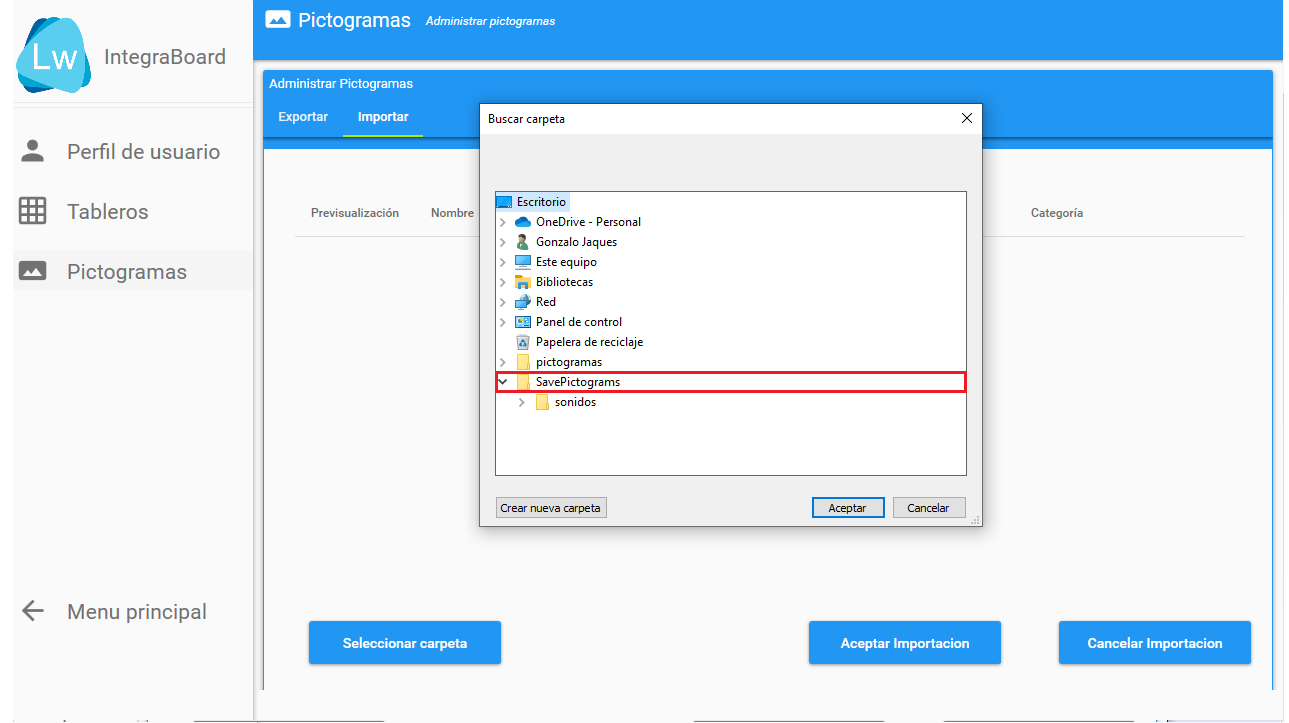 Lw IntegraBoard
Perfil de usuario
Tableros
Pictogramas
Menu principal
Pictogramas Administrar pictogramas
Administrar Pictogramas
Exportar Importar
Previsualización Nombre Categoría
Buscar carpeta
Escritorio
OneDrive - Personal
Gonzalo Jaques
Este equipo
Bibliotecas
Red
Panel de control
Papelera de reciclaje
pictogramas
SavePictograms
sonidos
Crear nueva carpeta Aceptar Cancelar
Seleccionar carpeta Aceptar Importacion Cancelar Importacion